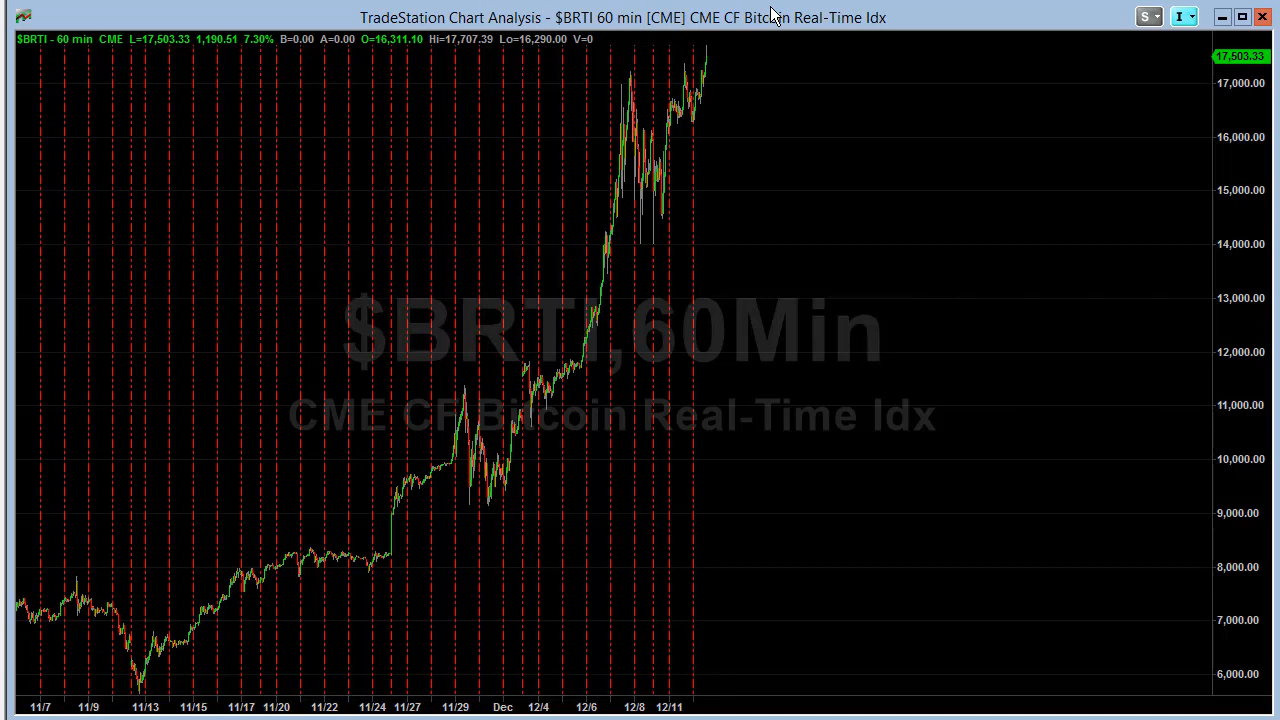 TradeStation Chart Analysis - $BRTI 60 min [CME] CME CF Bitcoin Real-Time Idx
S
I
$BRTI - 60 min CME L=17,503.33 1,190.51 7.30% B=0.00 A=0.00 O=16,311.10 Hi=17,707.39 Lo=16,290.00 V=0
17,503.33
17,000.00
16,000.00
15,000.00
14,000.00
13,000.00
12,000.00
11,000.00
10,000.00
9,000.00
8,000.00
7,000.00
6,000.00
$BRTI,60Min
CME CF Bitcoin Real-Time Idx
11/7 11/9 11/13 11/15 11/17 11/20 11/22 11/24 11/27 11/29 Dec 12/4 12/6 12/8 12/11